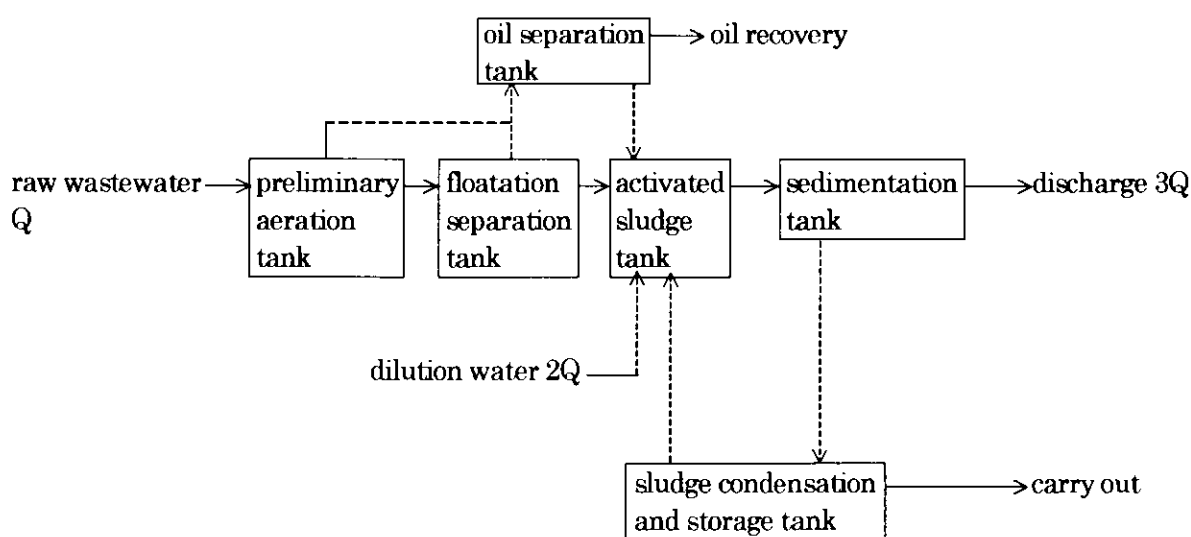 oil separation
tank
oil recovery
raw wastewater
Q
preliminary
aeration
tank
floatation
separation
tank
activated
sludge
tank
sedimentation
tank
discharge 3Q
dilution water 2Q
sludge condensation
and storage tank
carry out